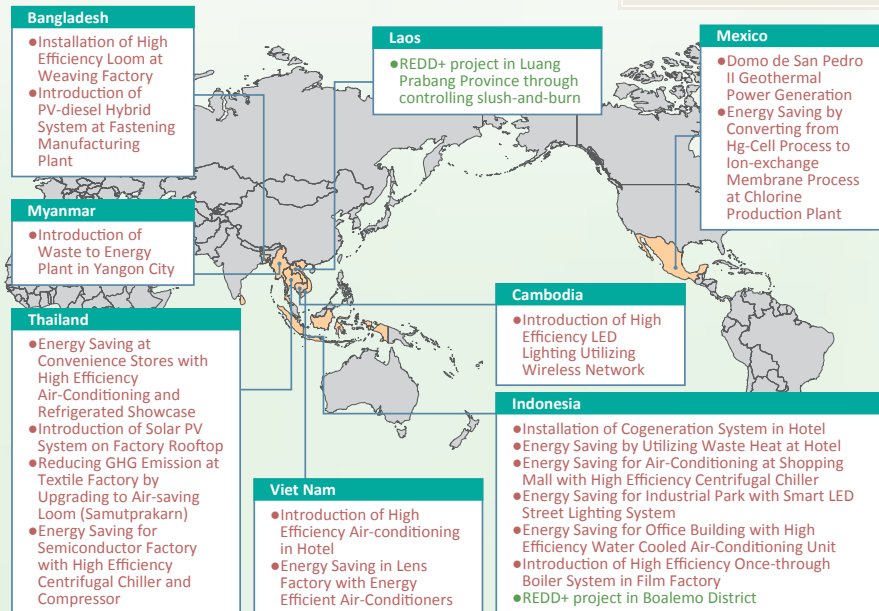 Bangladesh
●Installation of High
Efficiency Loom at
Weaving Factory
●Introduction of
PV-diesel Hybrid
System at Fastening
Manufacturing
Plant
Laos
●REDD+ project in Luang
Prabang Province through
controlling slush-and-burn
Mexico
●Domo de San Pedro
II Geothermal
Power Generation
●Energy Saving by
Converting from
Hg-Cell Process to
Ion-exchange
Membrane Process
at Chlorine
Production Plant
Myanmar
●Introduction of
Waste to Energy
Plant in Yangon City
Cambodia
●Introduction of High
Efficiency LED
Lighting Utilizing
Wireless Network
Thailand
●Energy Saving at
Convenience Stores with
High Efficiency
Air-Conditioning and
Refrigerated Showcase
●Introduction of Solar PV
System on Factory Rooftop
●Reducing GHG Emission at
Textile Factory by
Upgrading to Air-saving
Loom (Samutprakarn)
●Energy Saving for
Semiconductor Factory
with High Efficiency
Centrifugal Chiller and
Compressor
Viet Nam
●Introduction of High
Efficiency Air-conditioning
in Hotel
●Energy Saving in Lens
Factory with Energy
Efficient Air-Conditioners
Indonesia
●Installation of Cogeneration System in Hotel
●Energy Saving by Utilizing Waste Heat at Hotel
●Energy Saving for Air-Conditioning at Shopping
Mall with High Efficiency Centrifugal Chiller
●Energy Saving for Industrial Park with Smart LED
Street Lighting System
●Energy Saving for Office Building with High
Efficiency Water Cooled Air-Conditioning Unit
●Introduction of High Efficiency Once-through
Boiler System in Film Factory
●REDD+ project in Boalemo District